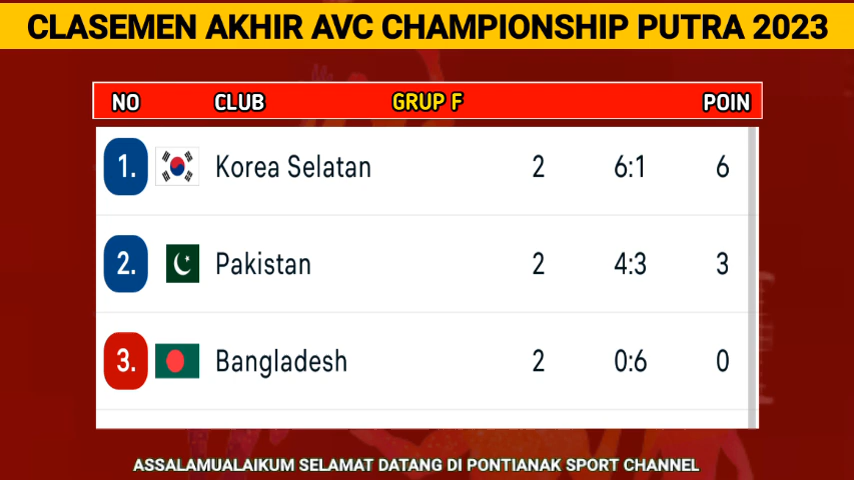 CLASEMEN AKHIR AVC CHAMPIONSHIP PUTRA 2023
NO CLUB GRUP F POIN
1. Korea Selatan 2 6:1 6
2. Pakistan 2 4:3 3
3. Bangladesh 2 0:6 0
ASSALAMUALAIKUM SELAMAT DATANG DI PONTIANAK SPORT CHANNEL